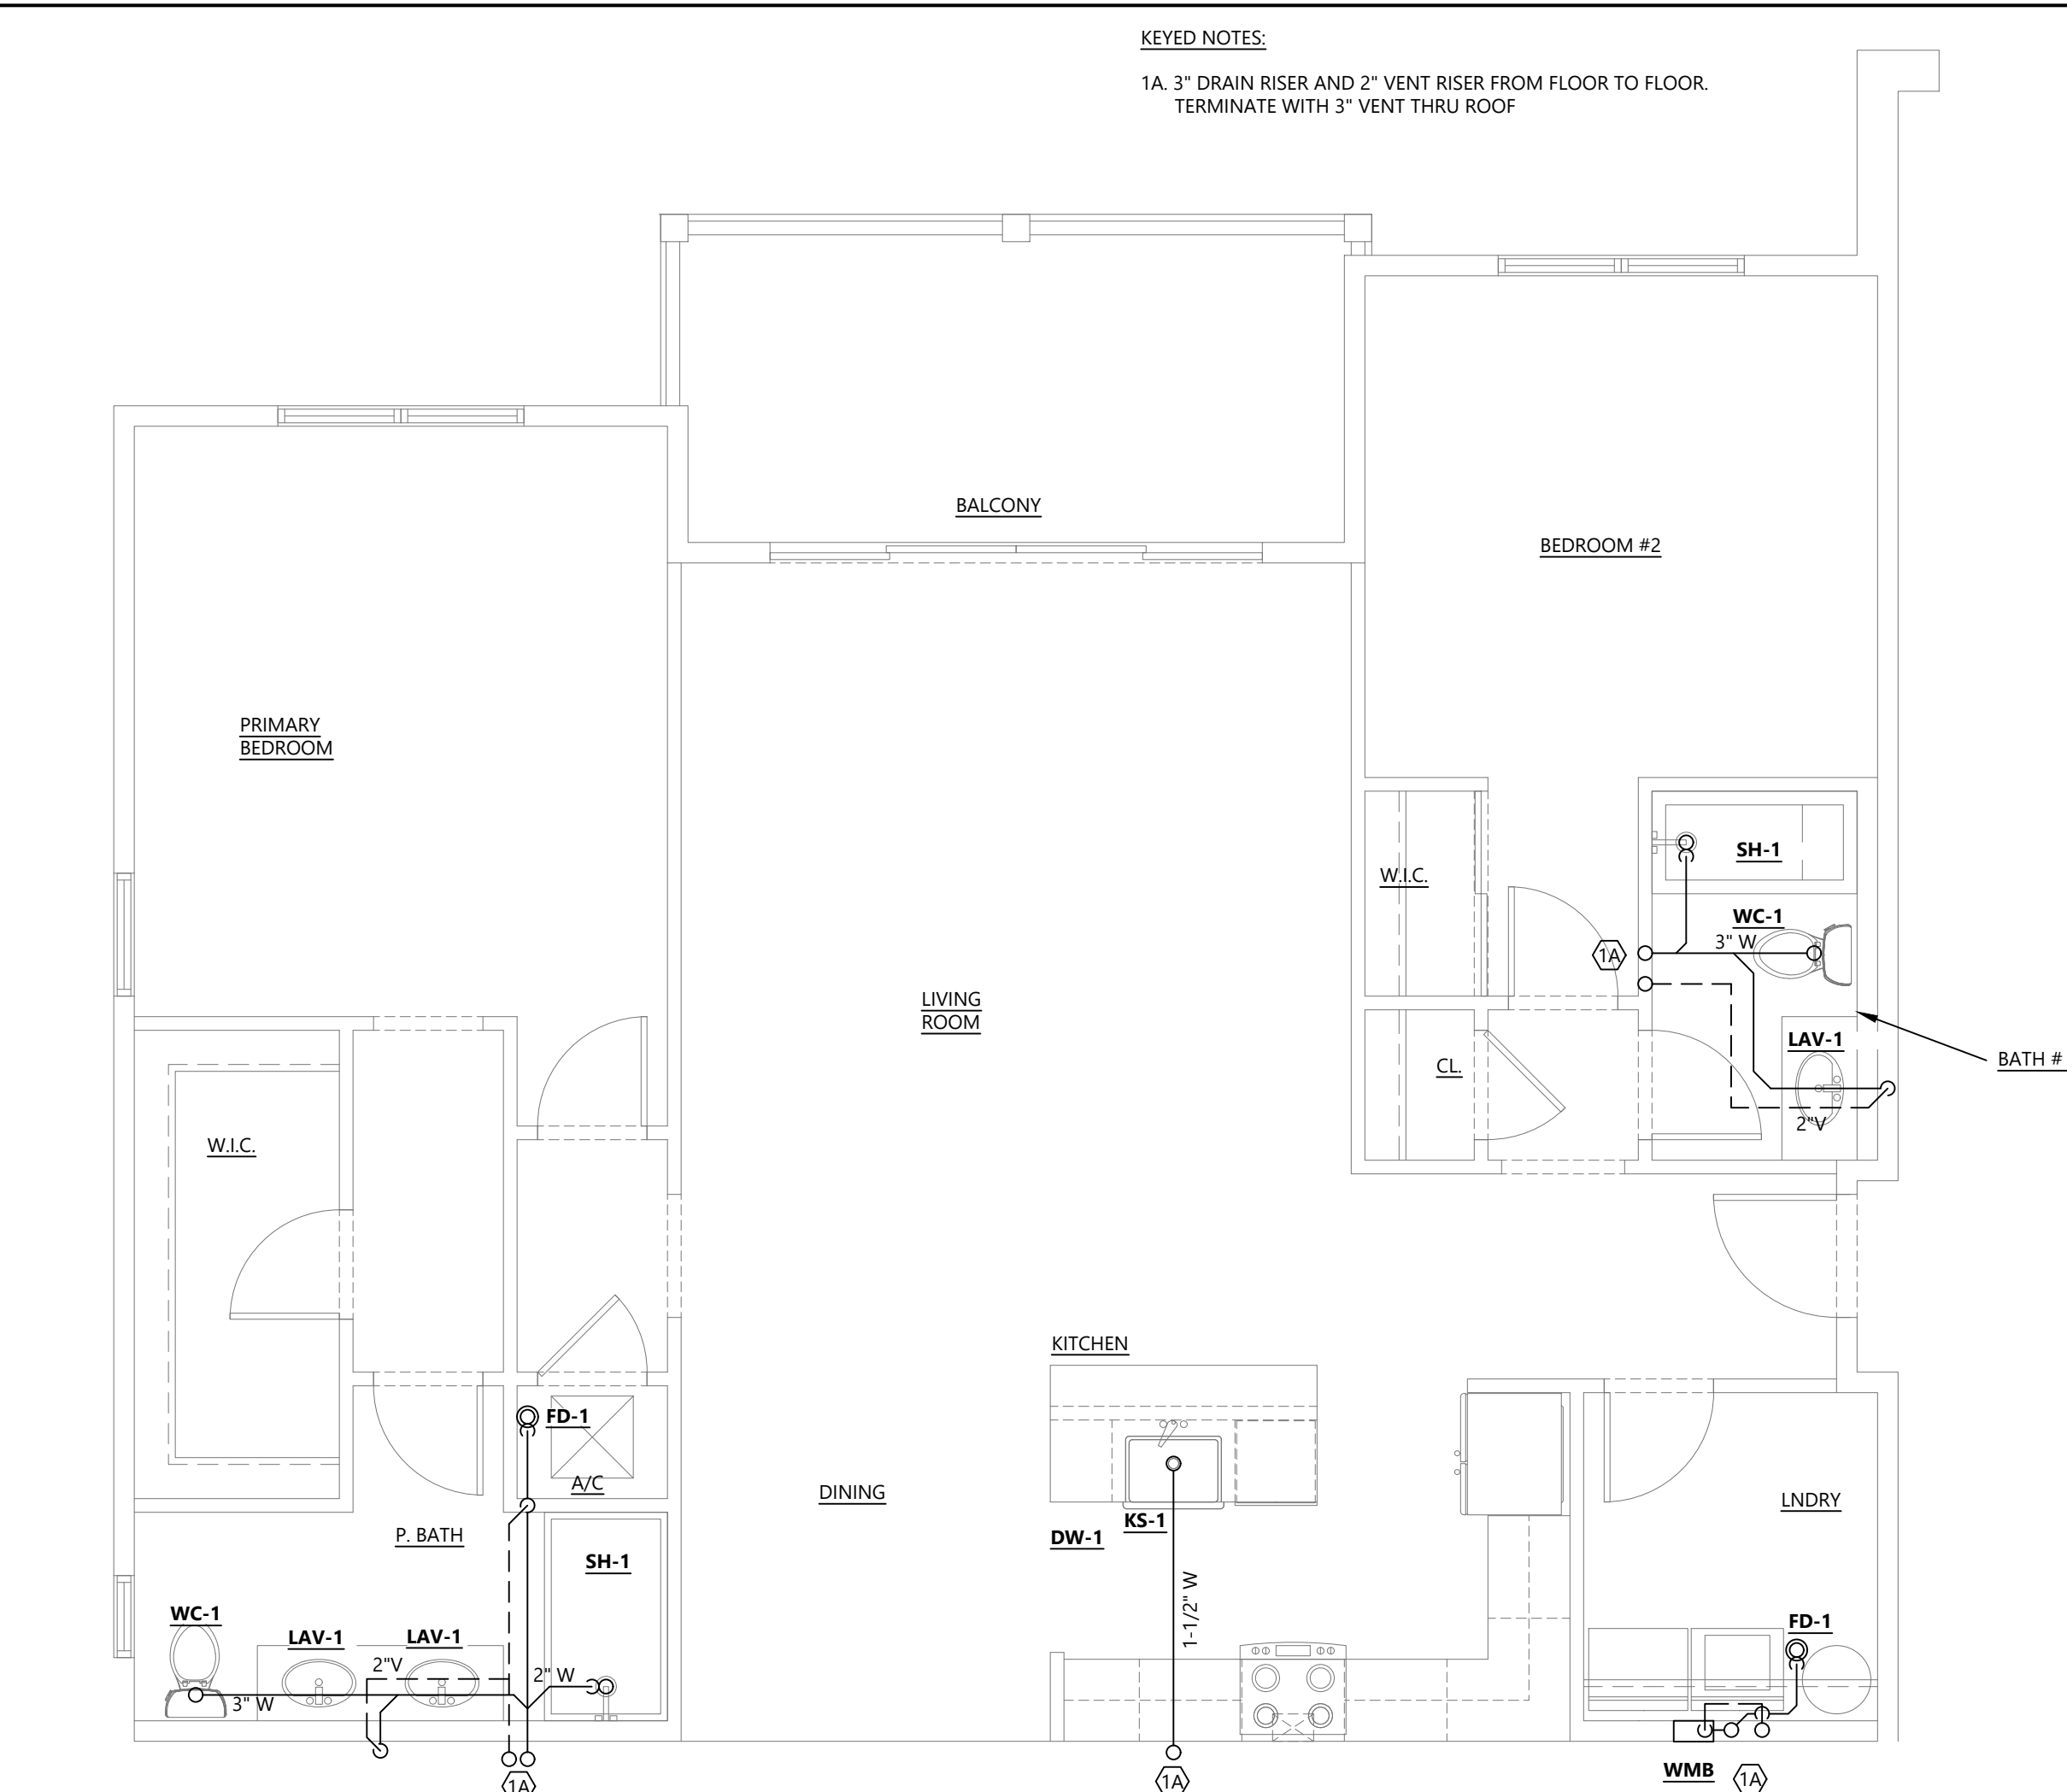 KEYED NOTES:
1A. 3" DRAIN RISER AND 2" VENT RISER FROM FLOOR TO FLOOR.
TERMINATE WITH 3" VENT THRU ROOF
BALCONY
BEDROOM #2
PRIMARY
BEDROOM
SH-1
W.I.C.
WC-1
3" W
1A
LIVING
ROOM
LAV-1
BATH #
CL.
2"V
W.I.C.
KITCHEN
FD-1
A/C
DINING
LNDRY
KS-1
DW-1
P. BATH
SH-1
1-1/2" W
WC-1
LAV-1
LAV-1
FD-1
2"V
2" W
3" W
WMB
1A
1A
1A